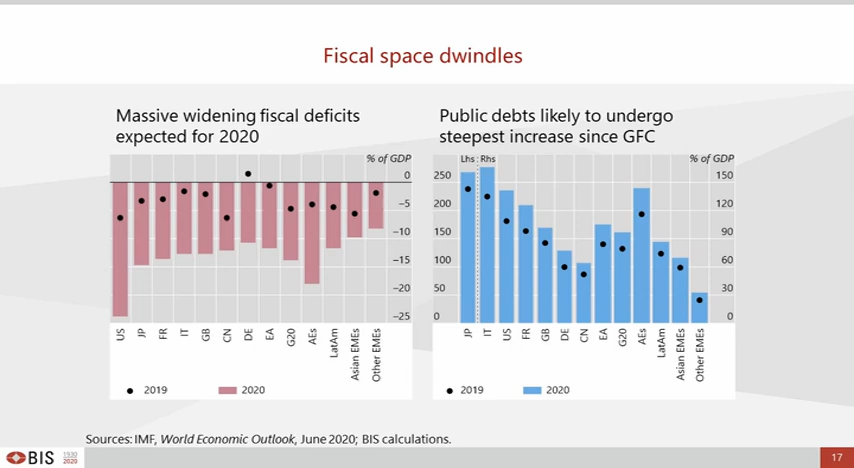 Fiscal space dwindles
Massive widening fiscal deficits
expected for 2020
% of GDP
0
–5
–10
–15
–20
–25
US
JP
FR
IT
GB
CN
DE
EA
G20
AEs
LatAm
Asian EMEs
Other EMEs
2019
2020
Public debts likely to undergo
steepest increase since GFC
Lhs
Rhs
% of GDP
250
200
150
100
50
0
150
120
90
60
30
0
JP
IT
US
FR
GB
DE
CN
EA
G20
AEs
LatAm
Asian EMEs
Other EMEs
2019
2020
Sources: IMF, World Economic Outlook, June 2020; BIS calculations.
BIS
1930
2020
17